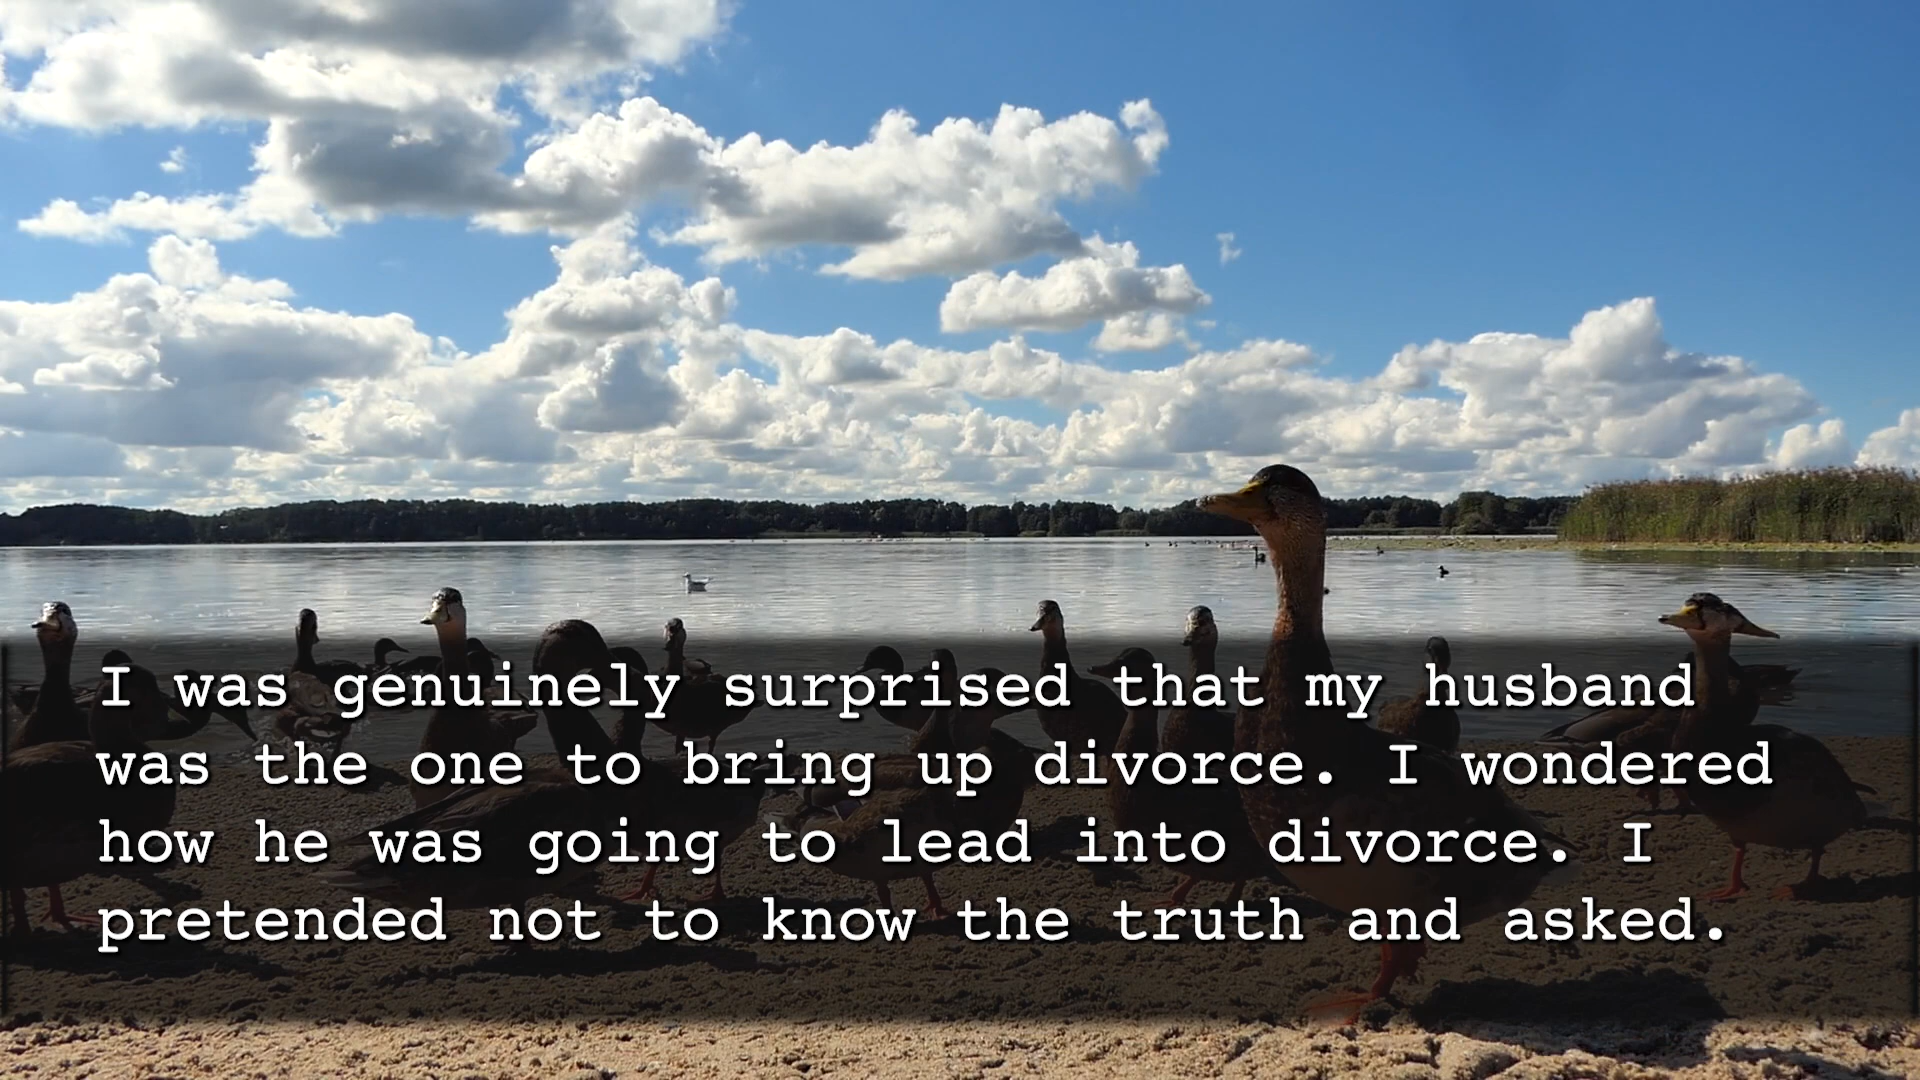 I was genuinely surprised that my husband
was the one to bring up divorce. I wondered
how he was going to lead into divorce. I
pretended not to know the truth and asked.